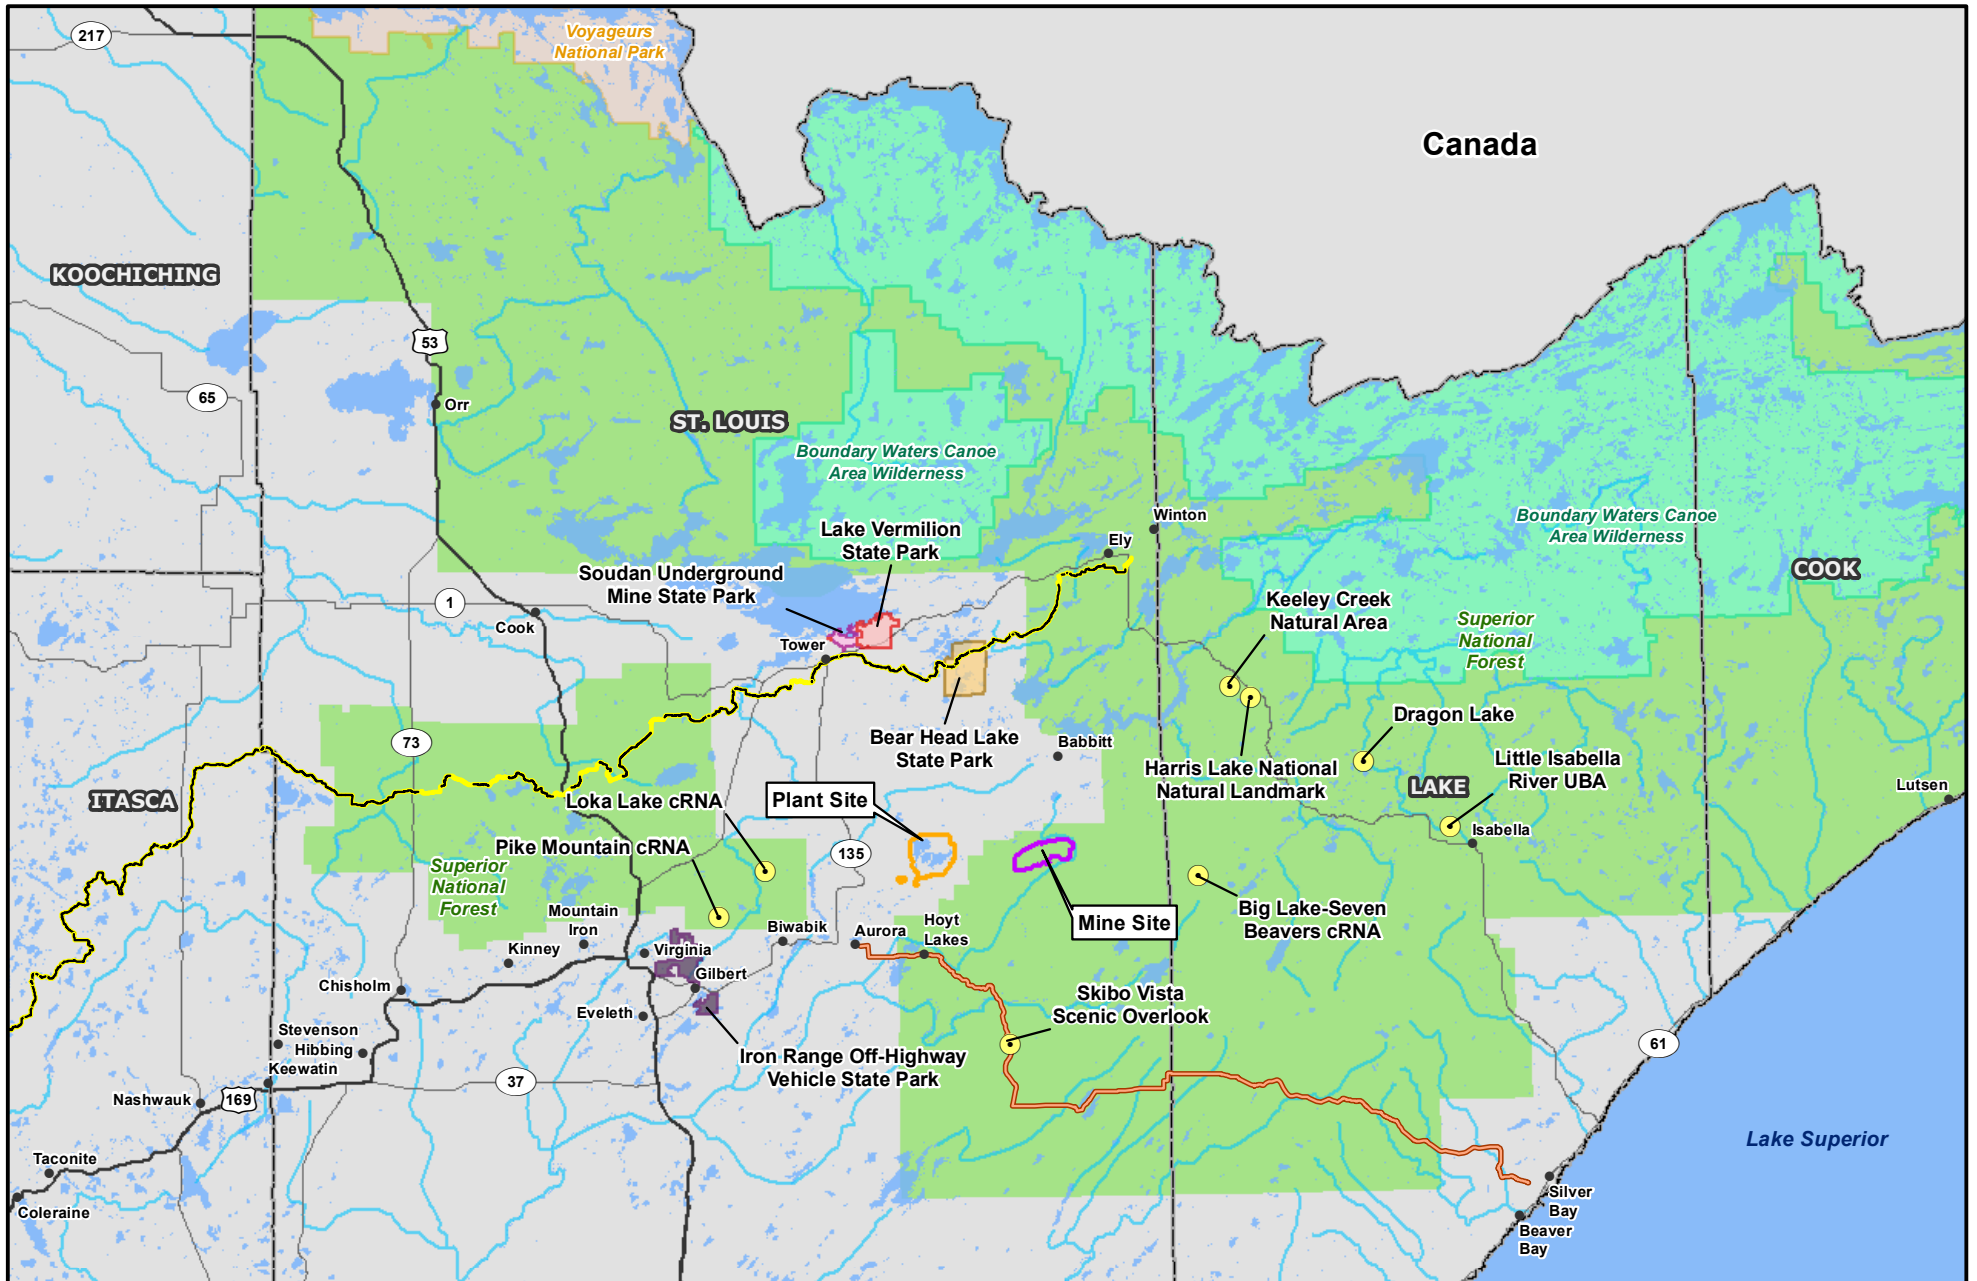 217
Voyageurs
National Park
Canada
KOOCHICHING
53
65
Orr
ST. LOUIS
Boundary Waters Canoe
Area Wilderness
Winton
Boundary Waters Canoe
Area Wilderness
Lake Vermilion
State Park
Ely
COOK
Soudan Underground
Mine State Park
1
Cook
Keeley Creek
Natural Area
Superior
National
Forest
Tower
Dragon Lake
73
Bear Head Lake
State Park
Babbitt
Harris Lake National
Natural Landmark
Little Isabella
River UBA
LAKE
Lutsen
ITASCA
Loka Lake cRNA
Plant Site
Isabella
Pike Mountain cRNA
135
Superior
National
Forest
Mountain
Iron
Big Lake-Seven
Beavers cRNA
Mine Site
Kinney
Virginia
Biwabik
Aurora
Hoyt
Lakes
Gilbert
Chisholm
Eveleth
Skibo Vista
Scenic Overlook
Stevenson
Hibbing
Keewatin
Iron Range Off-Highway
Vehicle State Park
61
37
Nashwauk
169
Lake Superior
Taconite
Silver
Bay
Coleraine
Beaver
Bay